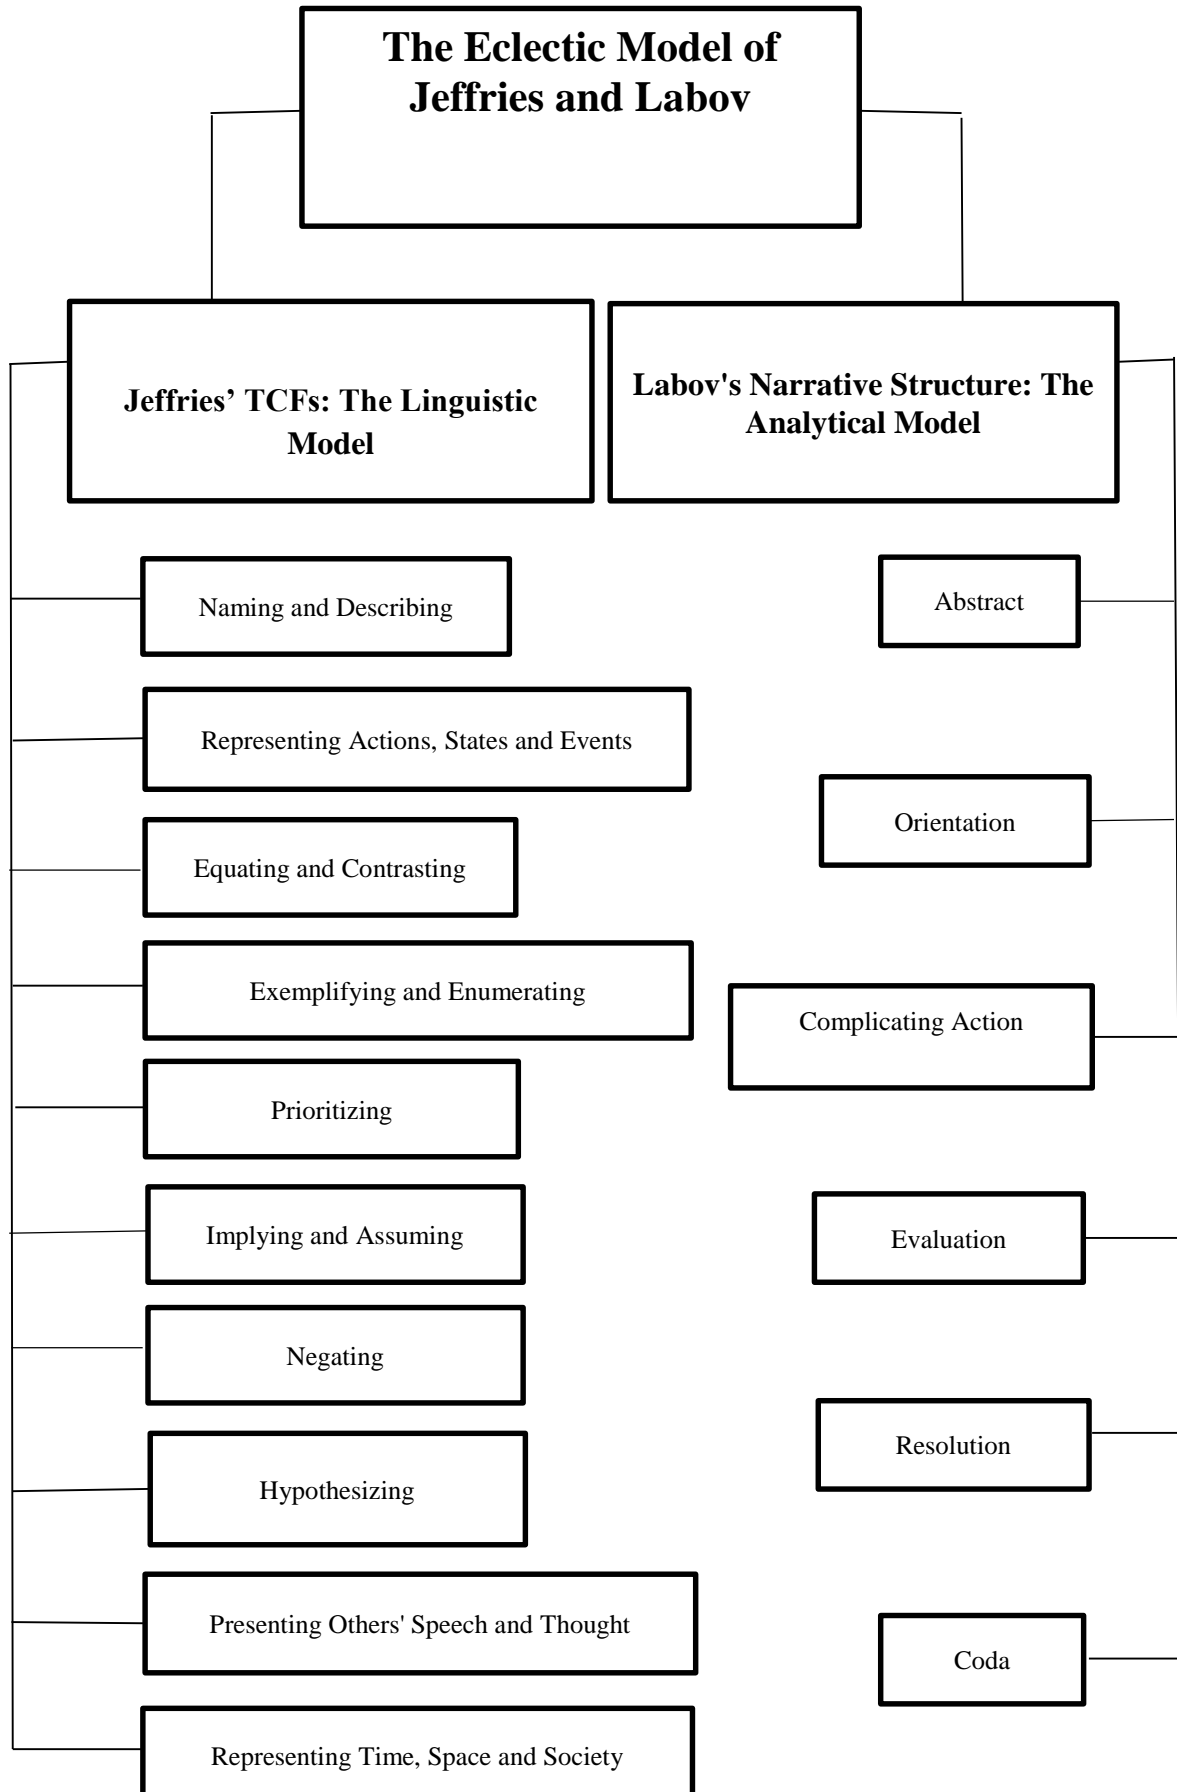 The Eclectic Model of
Jeffries and Labov
Jeffries’ TCFs: The Linguistic
Model
Labov's Narrative Structure: The
Analytical Model
Naming and Describing
Representing Actions, States and Events
Equating and Contrasting
Exemplifying and Enumerating
Prioritizing
Implying and Assuming
Negating
Hypothesizing
Presenting Others' Speech and Thought
Representing Time, Space and Society
Abstract
Orientation
Complicating Action
Evaluation
Resolution
Coda